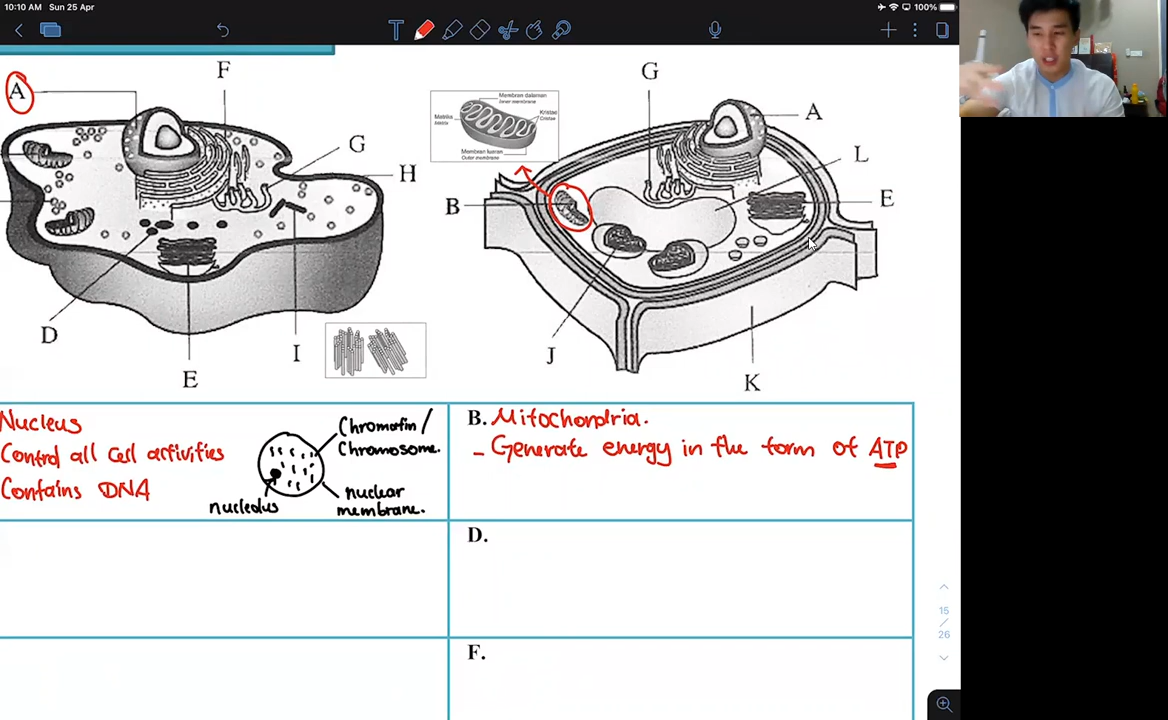 10:10 AM Sun 25 Apr
100%
T
A
F
G
H
D
E
I
Membran dalaman
Inner membrane
Matriks
Matrix
Kristae
Cristae
Membran luaran
Outer membrane
G
A
L
B
E
J
K
Nucleus
Control all cell activities
Contains DNA
Chromatin /
Chromosome.
nucleolus
nuclear
membrane.
B. Mitochondria.
- Generate energy in the form of ATP
D.
F.
15
/
26